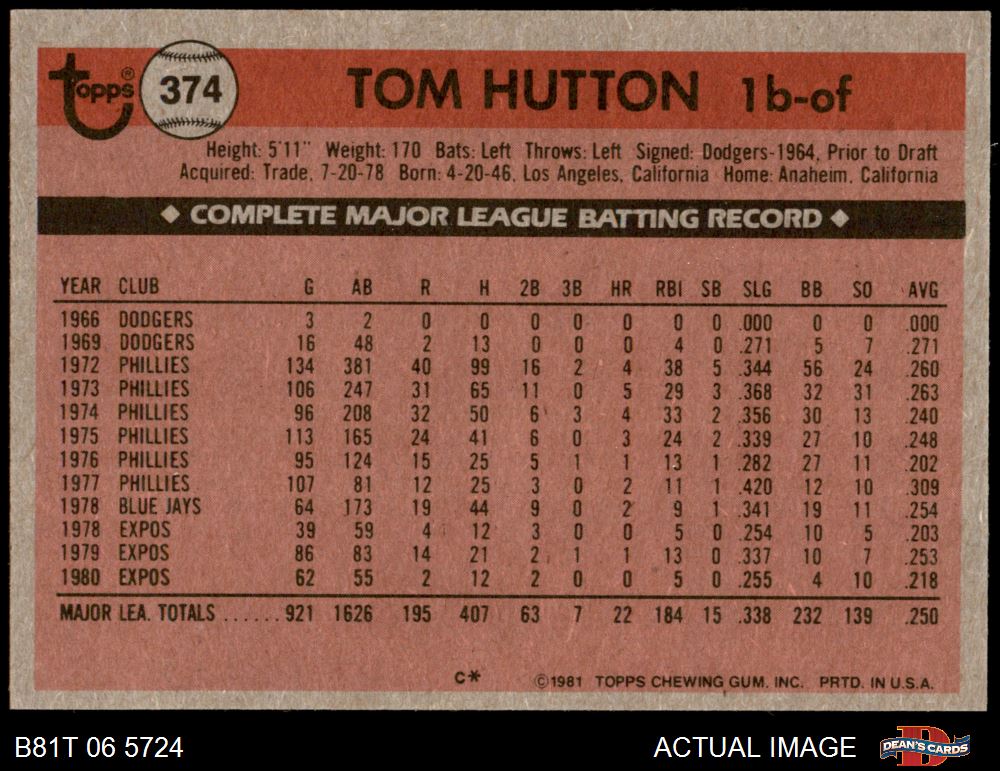 topps® 374 TOM HUTTON 1b-of
Height: 5'11" Weight: 170 Bats: Left Throws: Left Signed: Dodgers-1964, Prior to Draft
Acquired: Trade, 7-20-78 Born: 4-20-46, Los Angeles, California Home: Anaheim, California
◆ COMPLETE MAJOR LEAGUE BATTING RECORD ◆
YEAR CLUB G AB R H 2B 3B HR RBI SB SLG BB SO AVG
1966 DODGERS 3 2 0 0 0 0 0 0 0 .000 0 0 .000
1969 DODGERS 16 48 2 13 0 0 0 4 0 .271 5 7 .271
1972 PHILLIES 134 381 40 99 16 2 4 38 5 .344 56 24 .260
1973 PHILLIES 106 247 31 65 11 0 5 29 3 .368 32 31 .263
1974 PHILLIES 96 208 32 50 6 3 4 33 2 .356 30 13 .240
1975 PHILLIES 113 165 24 41 6 0 3 24 2 .339 27 10 .248
1976 PHILLIES 95 124 15 25 5 1 1 13 1 .282 27 11 .202
1977 PHILLIES 107 81 12 25 3 0 2 11 1 .420 12 10 .309
1978 BLUE JAYS 64 173 19 44 9 0 2 9 1 .341 19 11 .254
1978 EXPOS 39 59 4 12 3 0 0 5 0 .254 10 5 .203
1979 EXPOS 86 83 14 21 2 1 1 13 0 .337 10 7 .253
1980 EXPOS 62 55 2 12 2 0 0 5 0 .255 4 10 .218
MAJOR LEA. TOTALS ......921 1626 195 407 63 7 22 184 15 .338 232 139 .250
C* ©1981 TOPPS CHEWING GUM, INC. PRTD. IN U.S.A.
B81T 06 5724 ACTUAL IMAGE D DEAN'S CARDS